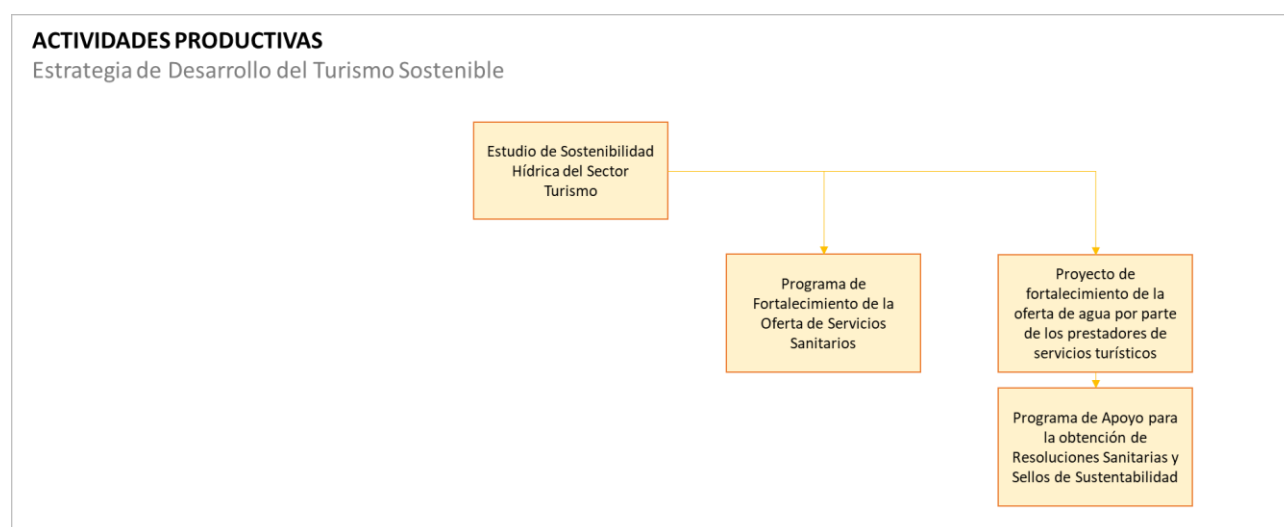 ACTIVIDADES PRODUCTIVAS
Estrategia de Desarrollo del Turismo Sostenible
Estudio de Sostenibilidad
Hídrica del Sector
Turismo
Programa de
Fortalecimiento de la
Oferta de Servicios
Sanitarios
Proyecto de
fortalecimiento de la
oferta de agua por parte
de los prestadores de
servicios turísticos
Programa de Apoyo para
la obtención de
Resoluciones Sanitarias y
Sellos de Sustentabilidad